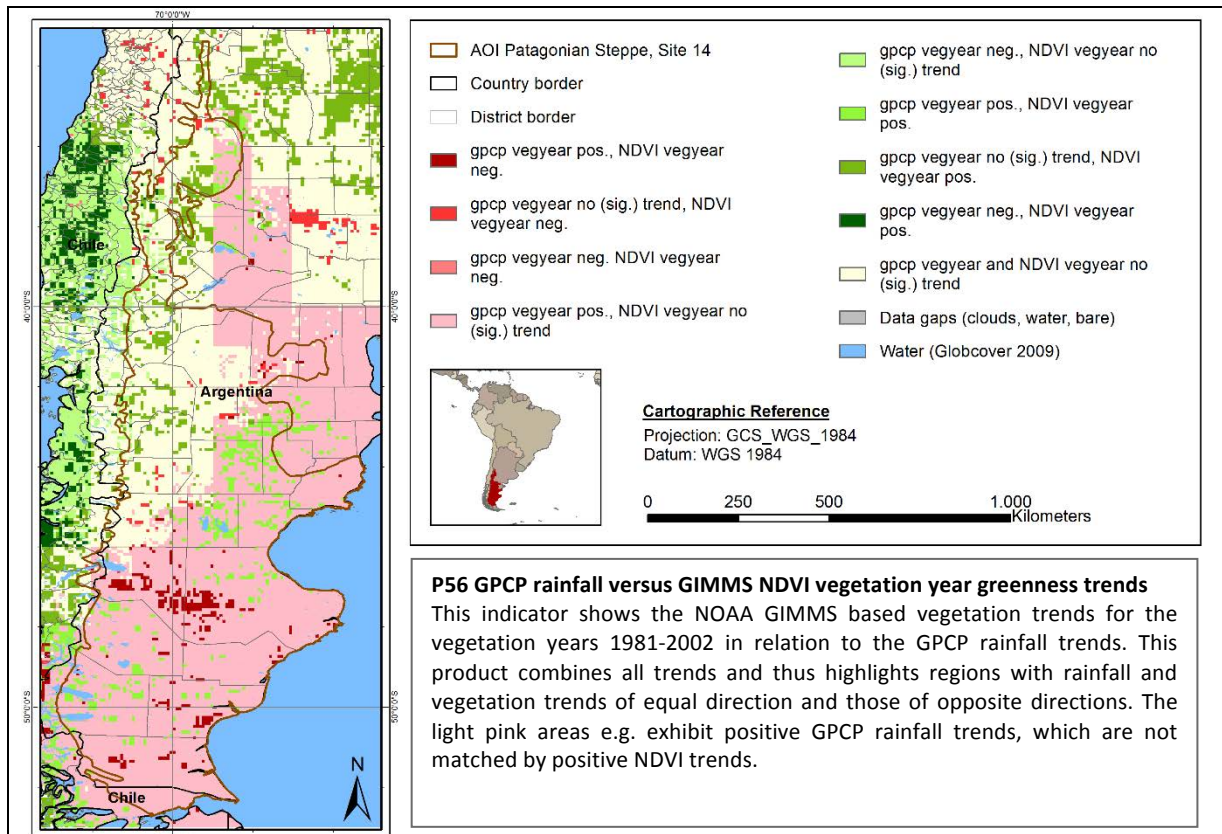 70°0'0"W
40°0'0"S
50°0'0"S
40°0'0"S
50°0'0"S
Chile
Argentina
Chile
N
AOI Patagonian Steppe, Site 14
Country border
District border
gpcp vegyear pos., NDVI vegyear
neg.
gpcp vegyear no (sig.) trend, NDVI
vegyear neg.
gpcp vegyear neg. NDVI vegyear
neg.
gpcp vegyear pos., NDVI vegyear no
(sig.) trend
gpcp vegyear neg., NDVI vegyear no
(sig.) trend
gpcp vegyear pos., NDVI vegyear
pos.
gpcp vegyear no (sig.) trend, NDVI
vegyear pos.
gpcp vegyear neg., NDVI vegyear
pos.
gpcp vegyear and NDVI vegyear no
(sig.) trend
Data gaps (clouds, water, bare)
Water (Globcover 2009)
Cartographic Reference
Projection: GCS_WGS_1984
Datum: WGS 1984
0 250 500 1.000
Kilometers
P56 GPCP rainfall versus GIMMS NDVI vegetation year greenness trends
This indicator shows the NOAA GIMMS based vegetation trends for the
vegetation years 1981-2002 in relation to the GPCP rainfall trends. This
product combines all trends and thus highlights regions with rainfall and
vegetation trends of equal direction and those of opposite directions. The
light pink areas e.g. exhibit positive GPCP rainfall trends, which are not
matched by positive NDVI trends.